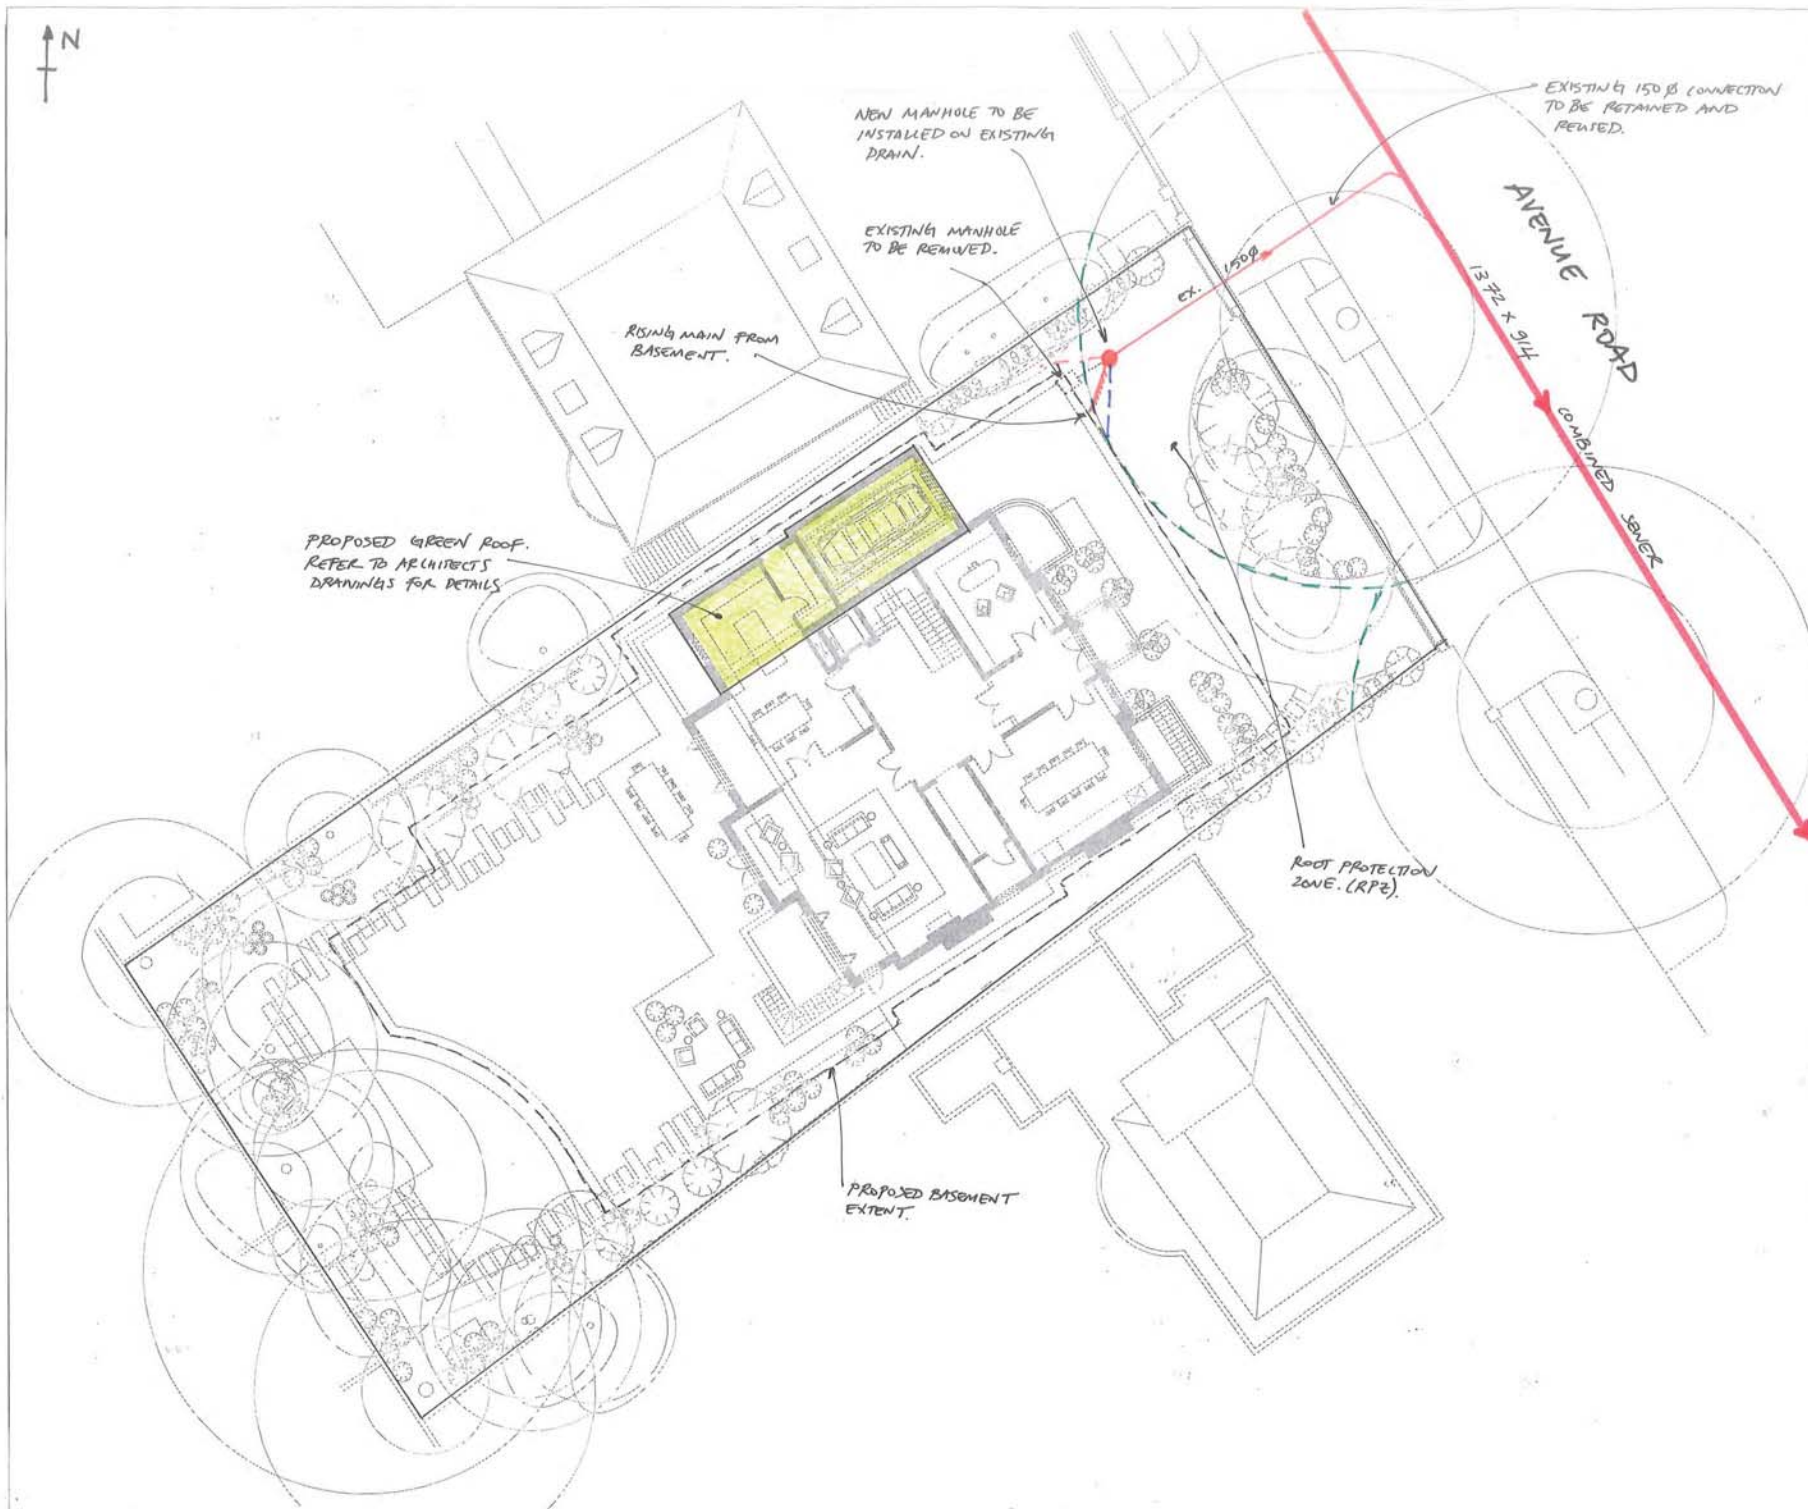 N
NEW MANHOLE TO BE
INSTALLED ON EXISTING
DRAIN.
EXISTING 150 Ø CONNECTION
TO BE RETAINED AND
REUSED.
EXISTING MANHOLE
TO BE REMOVED.
AVENUE ROAD
EX. 150Ø
1372 x 914
COMBINED SEWER
RISING MAIN FROM
BASEMENT.
PROPOSED GREEN ROOF.
REFER TO ARCHITECTS
DRAWINGS FOR DETAILS
ROOT PROTECTION
ZONE. (RPZ).
PROPOSED BASEMENT
EXTENT.